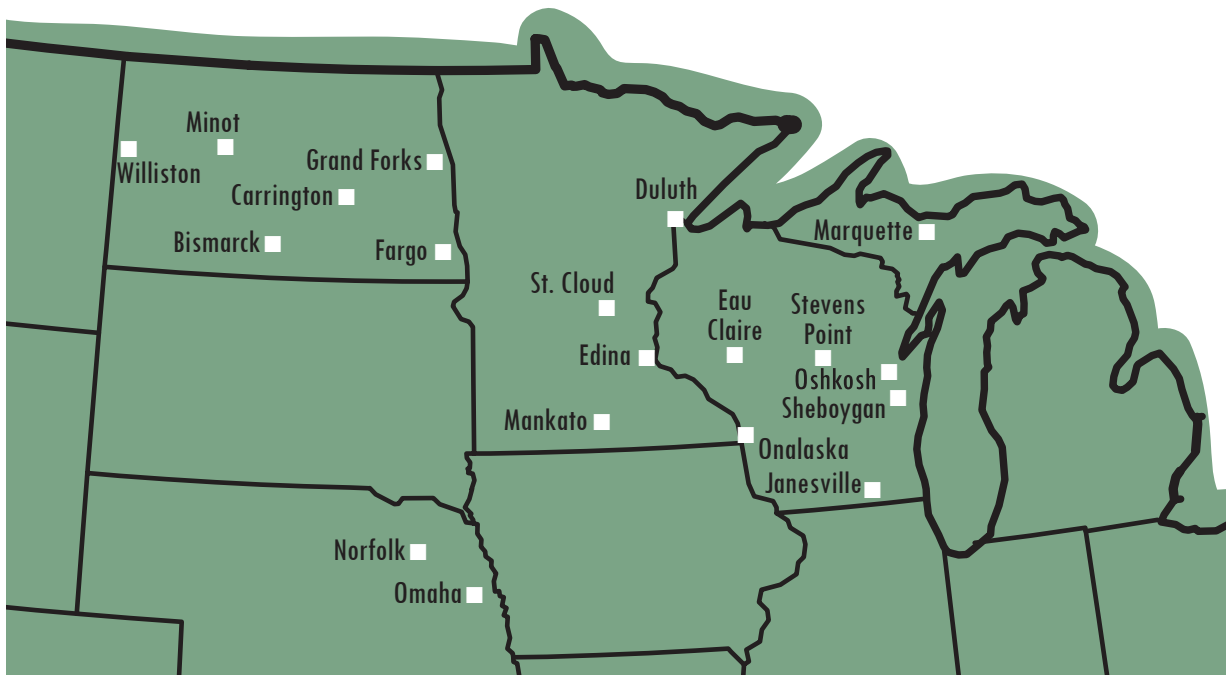 Minot
Williston
Grand Forks
Carrington
Bismarck
Fargo
Duluth
Marquette
St. Cloud
Eau
Claire
Stevens
Point
Edina
Oshkosh
Sheboygan
Mankato
Onalaska
Janesville
Norfolk
Omaha